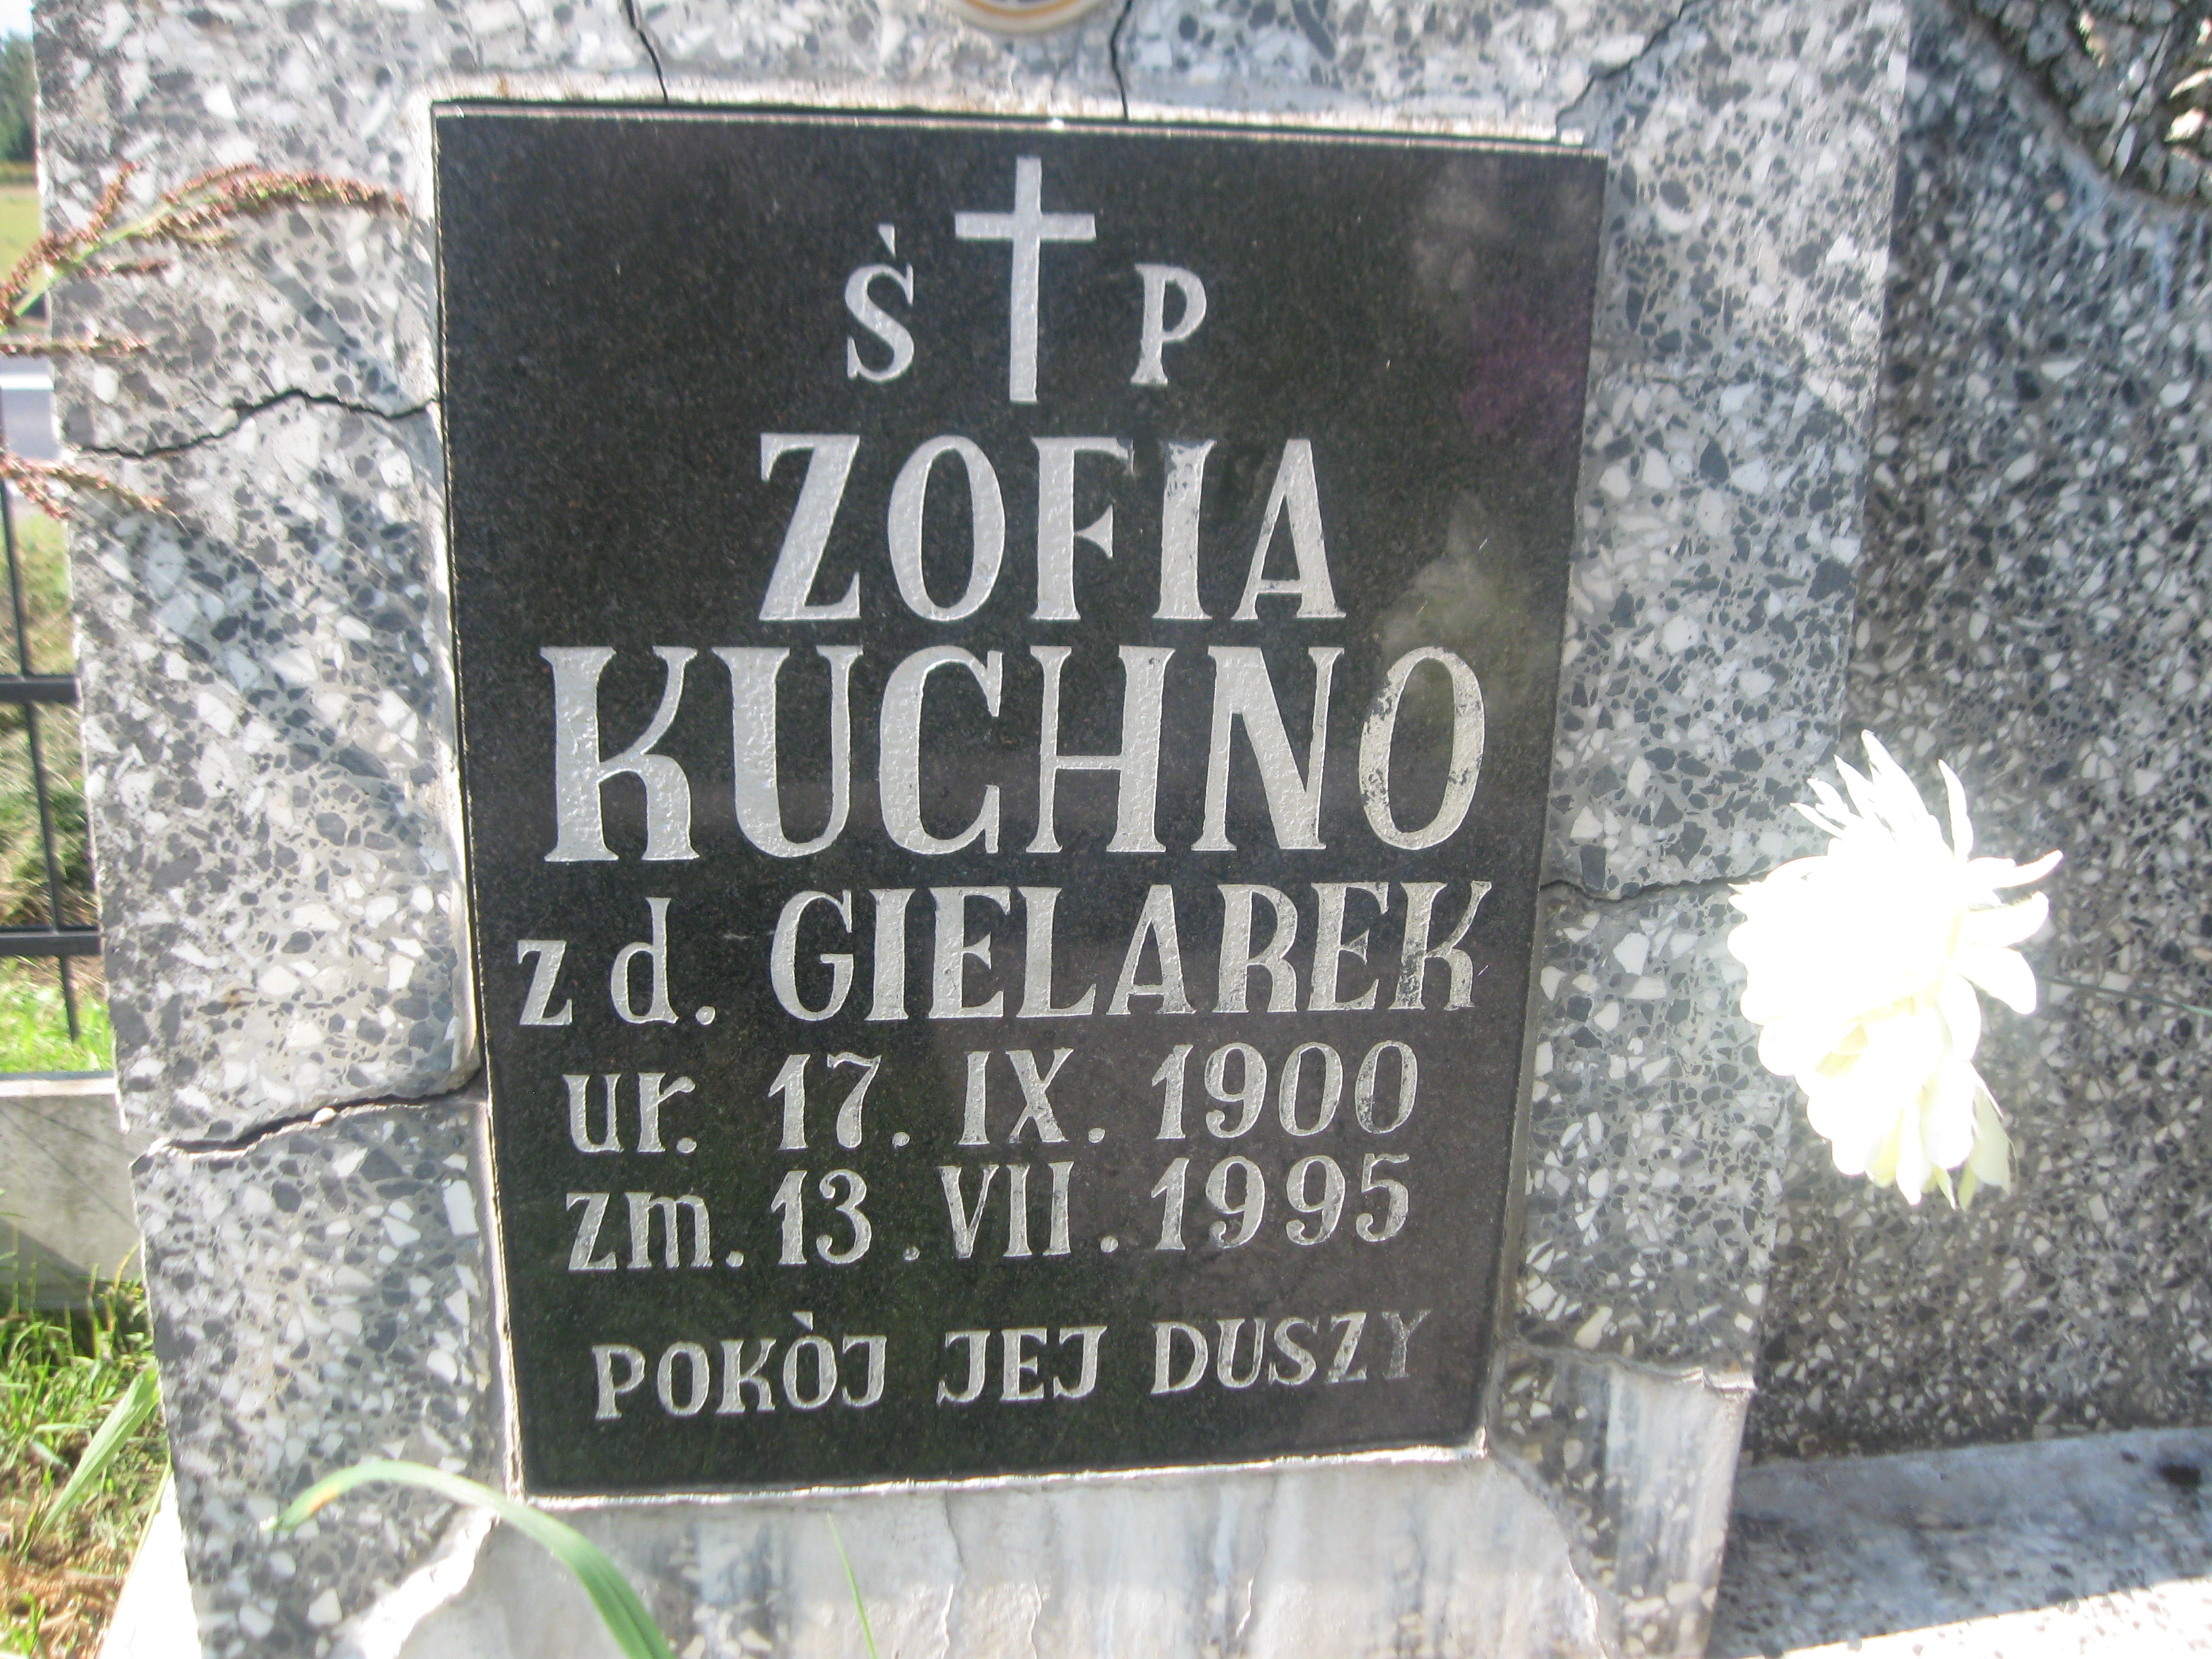 Ś P
ZOFIA
KUCHNO
z d. GIELAREK
ur. 17. IX. 1900
zm. 13. VII. 1995
POKÒJ JEJ DUSZY